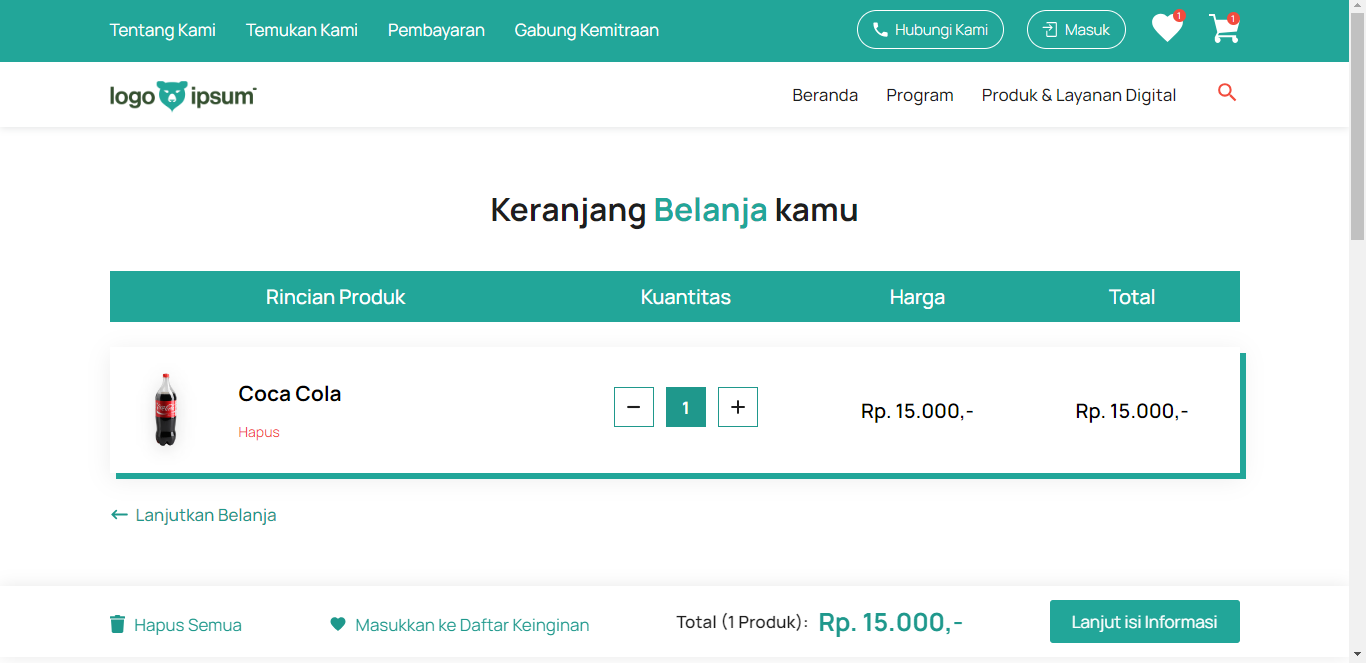 Tentang Kami Temukan Kami Pembayaran Gabung Kemitraan Hubungi Kami Masuk 1 1
logo ipsum Beranda Program Produk & Layanan Digital
Keranjang Belanja kamu
Rincian Produk Kuantitas Harga Total
Coca Cola
Hapus
− 1 + Rp. 15.000,- Rp. 15.000,-
← Lanjutkan Belanja
Hapus Semua Masukkan ke Daftar Keinginan Total (1 Produk): Rp. 15.000,- Lanjut isi Informasi